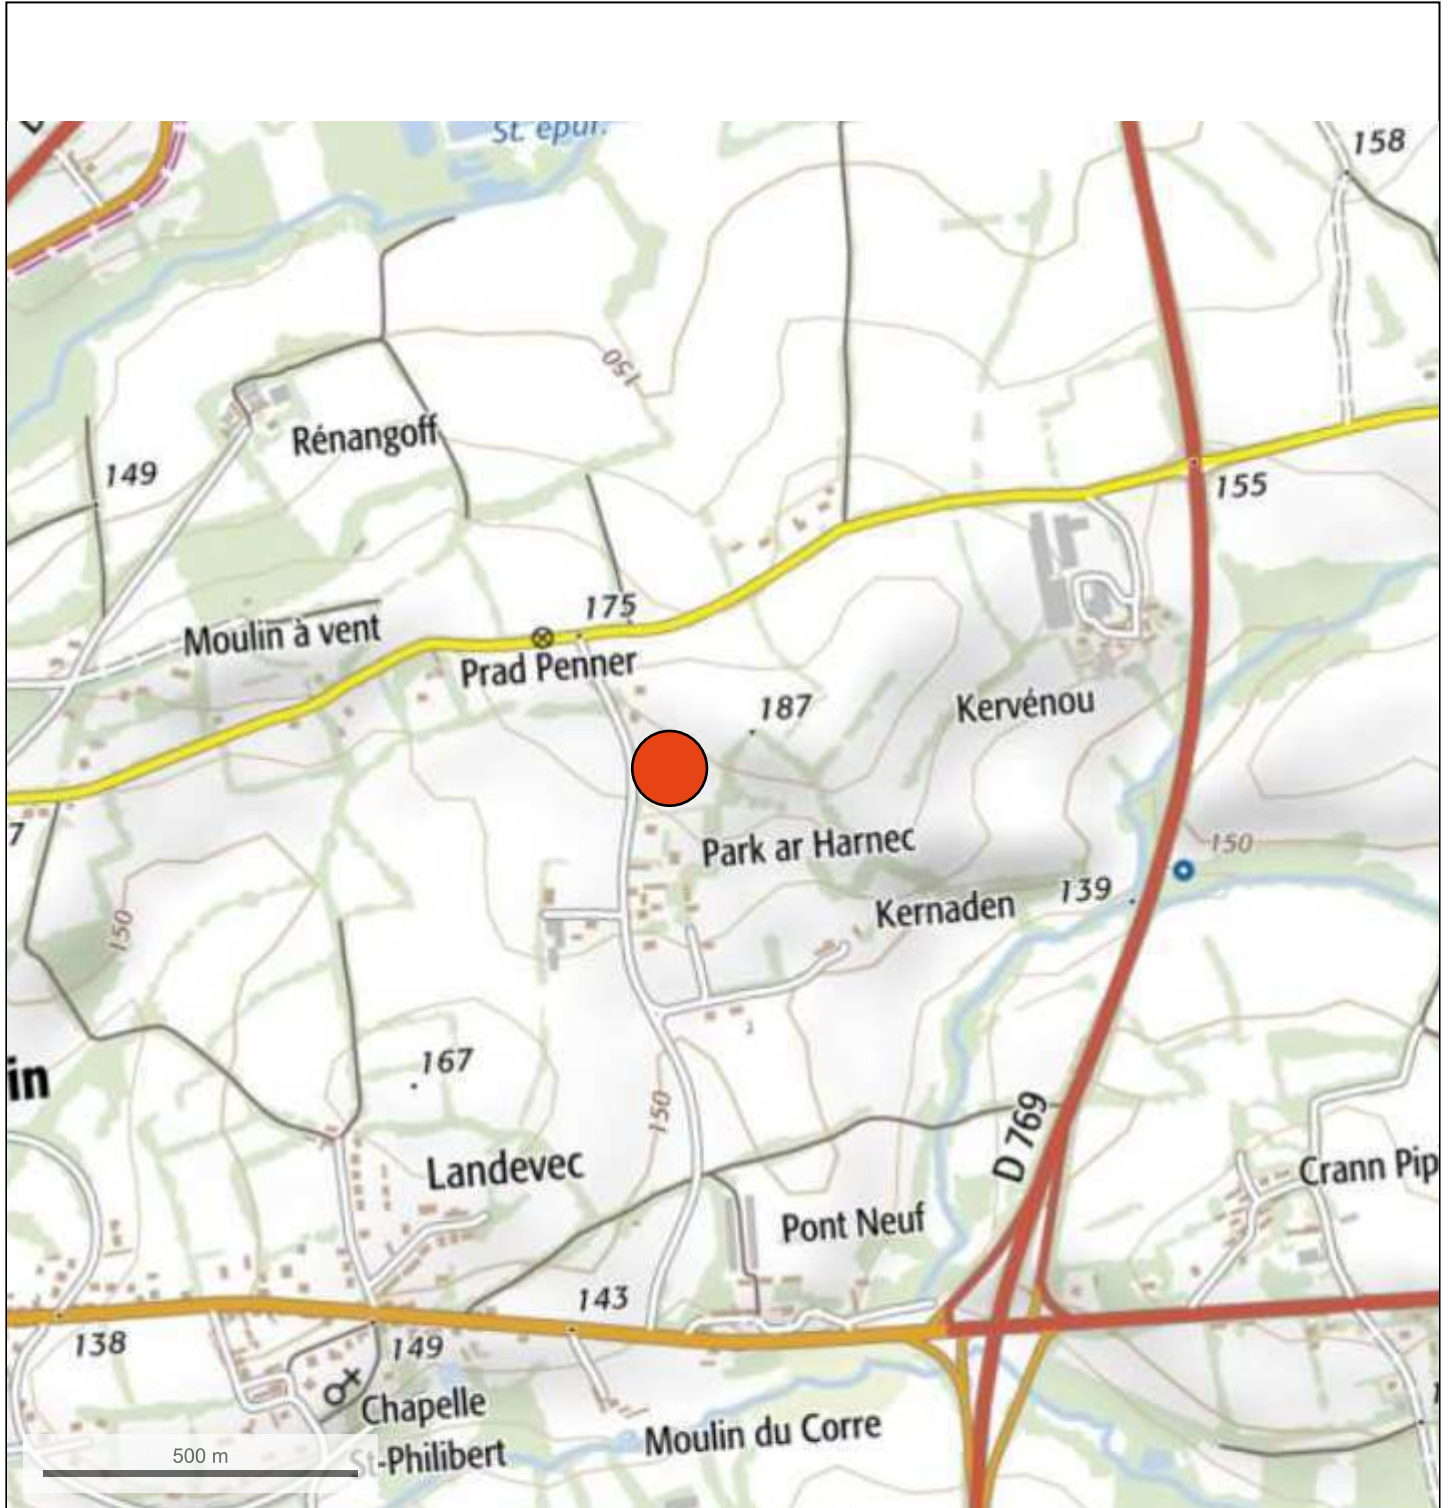 St. épur.
158
150
Rénangoff
149
155
175
Moulin à vent
Prad Penner
187
Kervénou
7
Park ar Harnec
150
139
Kernaden
150
167
in
150
D 769
Landevec
Crann Pip
Pont Neuf
143
138
149
Chapelle
St-Philibert
Moulin du Corre
1
500 m